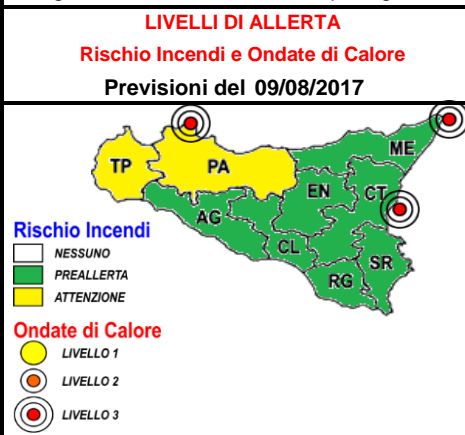 LIVELLI DI ALLERTA
Rischio Incendi e Ondate di Calore
Previsioni del 09/08/2017
ME
TP
PA
EN
CT
AG
CL
SR
RG
Rischio Incendi
NESSUNO
PREALLERTA
ATTENZIONE
Ondate di Calore
LIVELLO 1
LIVELLO 2
LIVELLO 3